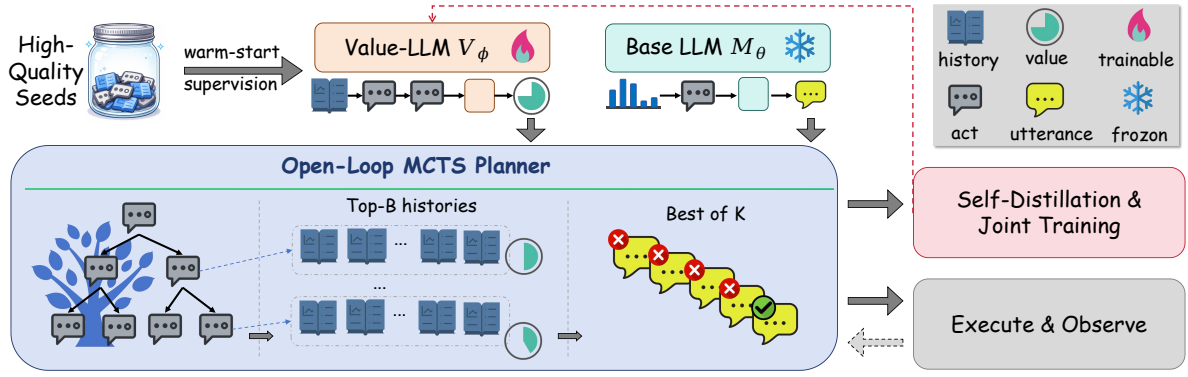 High-
Quality
Seeds
warm-start
supervision
Value-LLM V_ϕ
Base LLM M_θ
history
value
trainable
act
utterance
frozon
Open-Loop MCTS Planner
Top-B histories
...
...
...
Best of K
Self-Distillation &
Joint Training
Execute & Observe